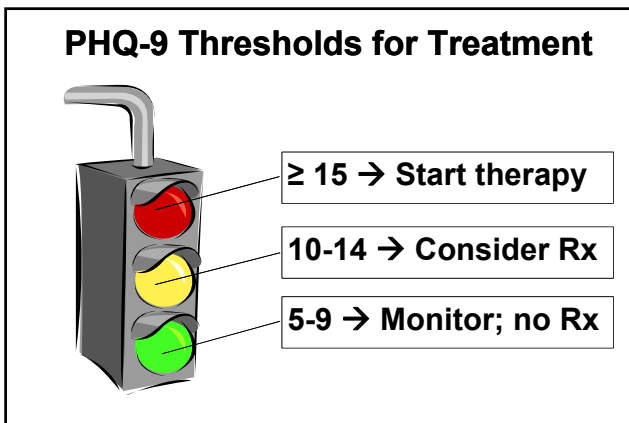 PHQ-9 Thresholds for Treatment
≥ 15 → Start therapy
10-14 → Consider Rx
5-9 → Monitor; no Rx